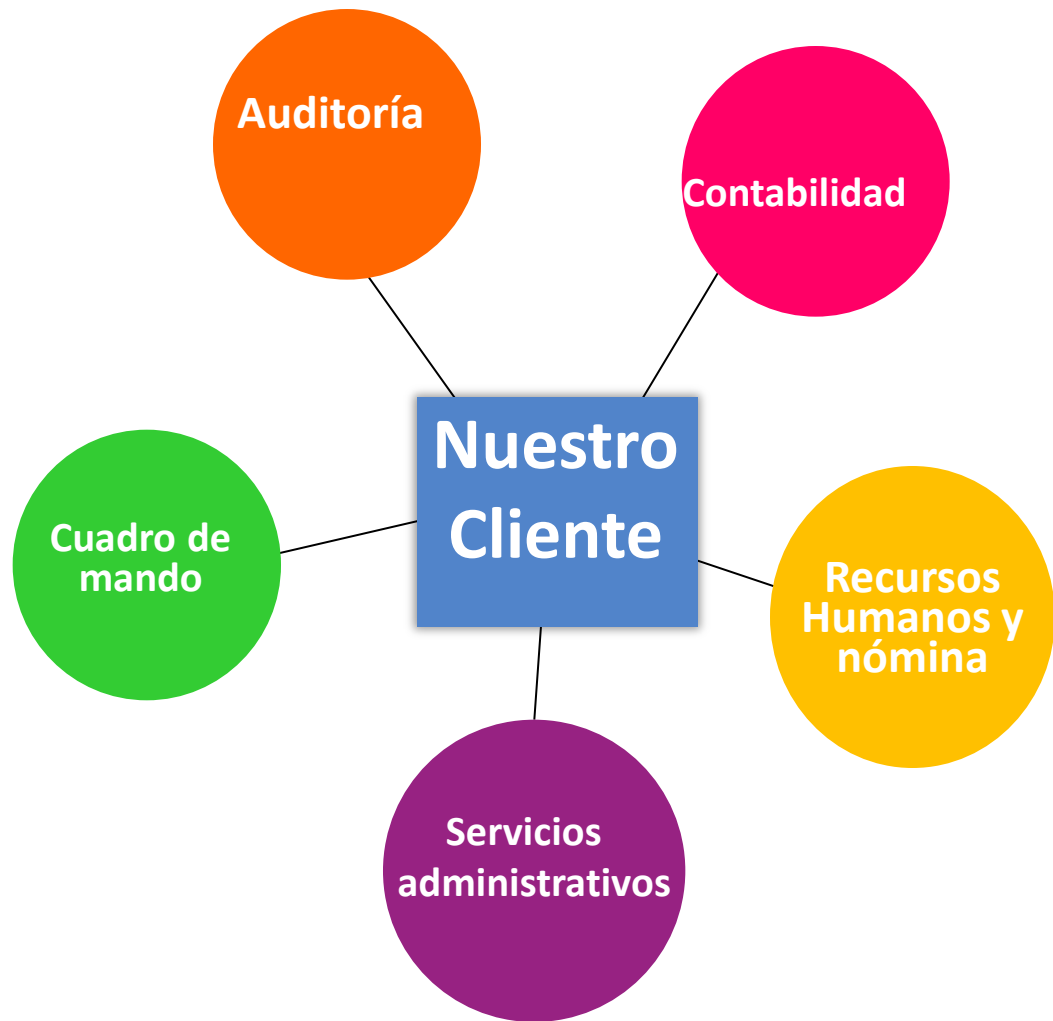 Auditoría
Contabilidad
Nuestro
Cliente
Cuadro de
mando
Recursos
Humanos y
nómina
Servicios
administrativos